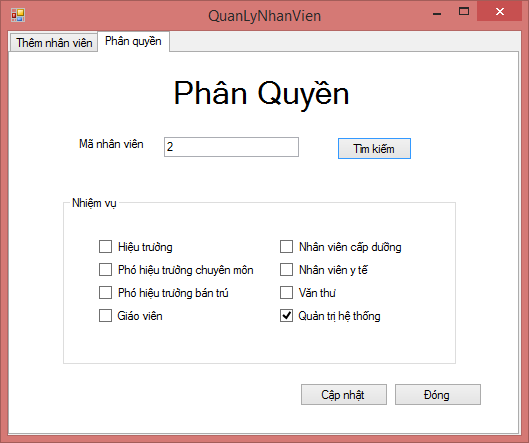 QuanLyNhanVien
Thêm nhân viên Phân quyền
Phân Quyền
Mã nhân viên 2 Tìm kiếm
Nhiệm vụ
Hiệu trưởng Nhân viên cấp dưỡng
Phó hiệu trưởng chuyên môn Nhân viên y tế
Phó hiệu trưởng bán trú Văn thư
Giáo viên Quản trị hệ thống
Cập nhật Đóng